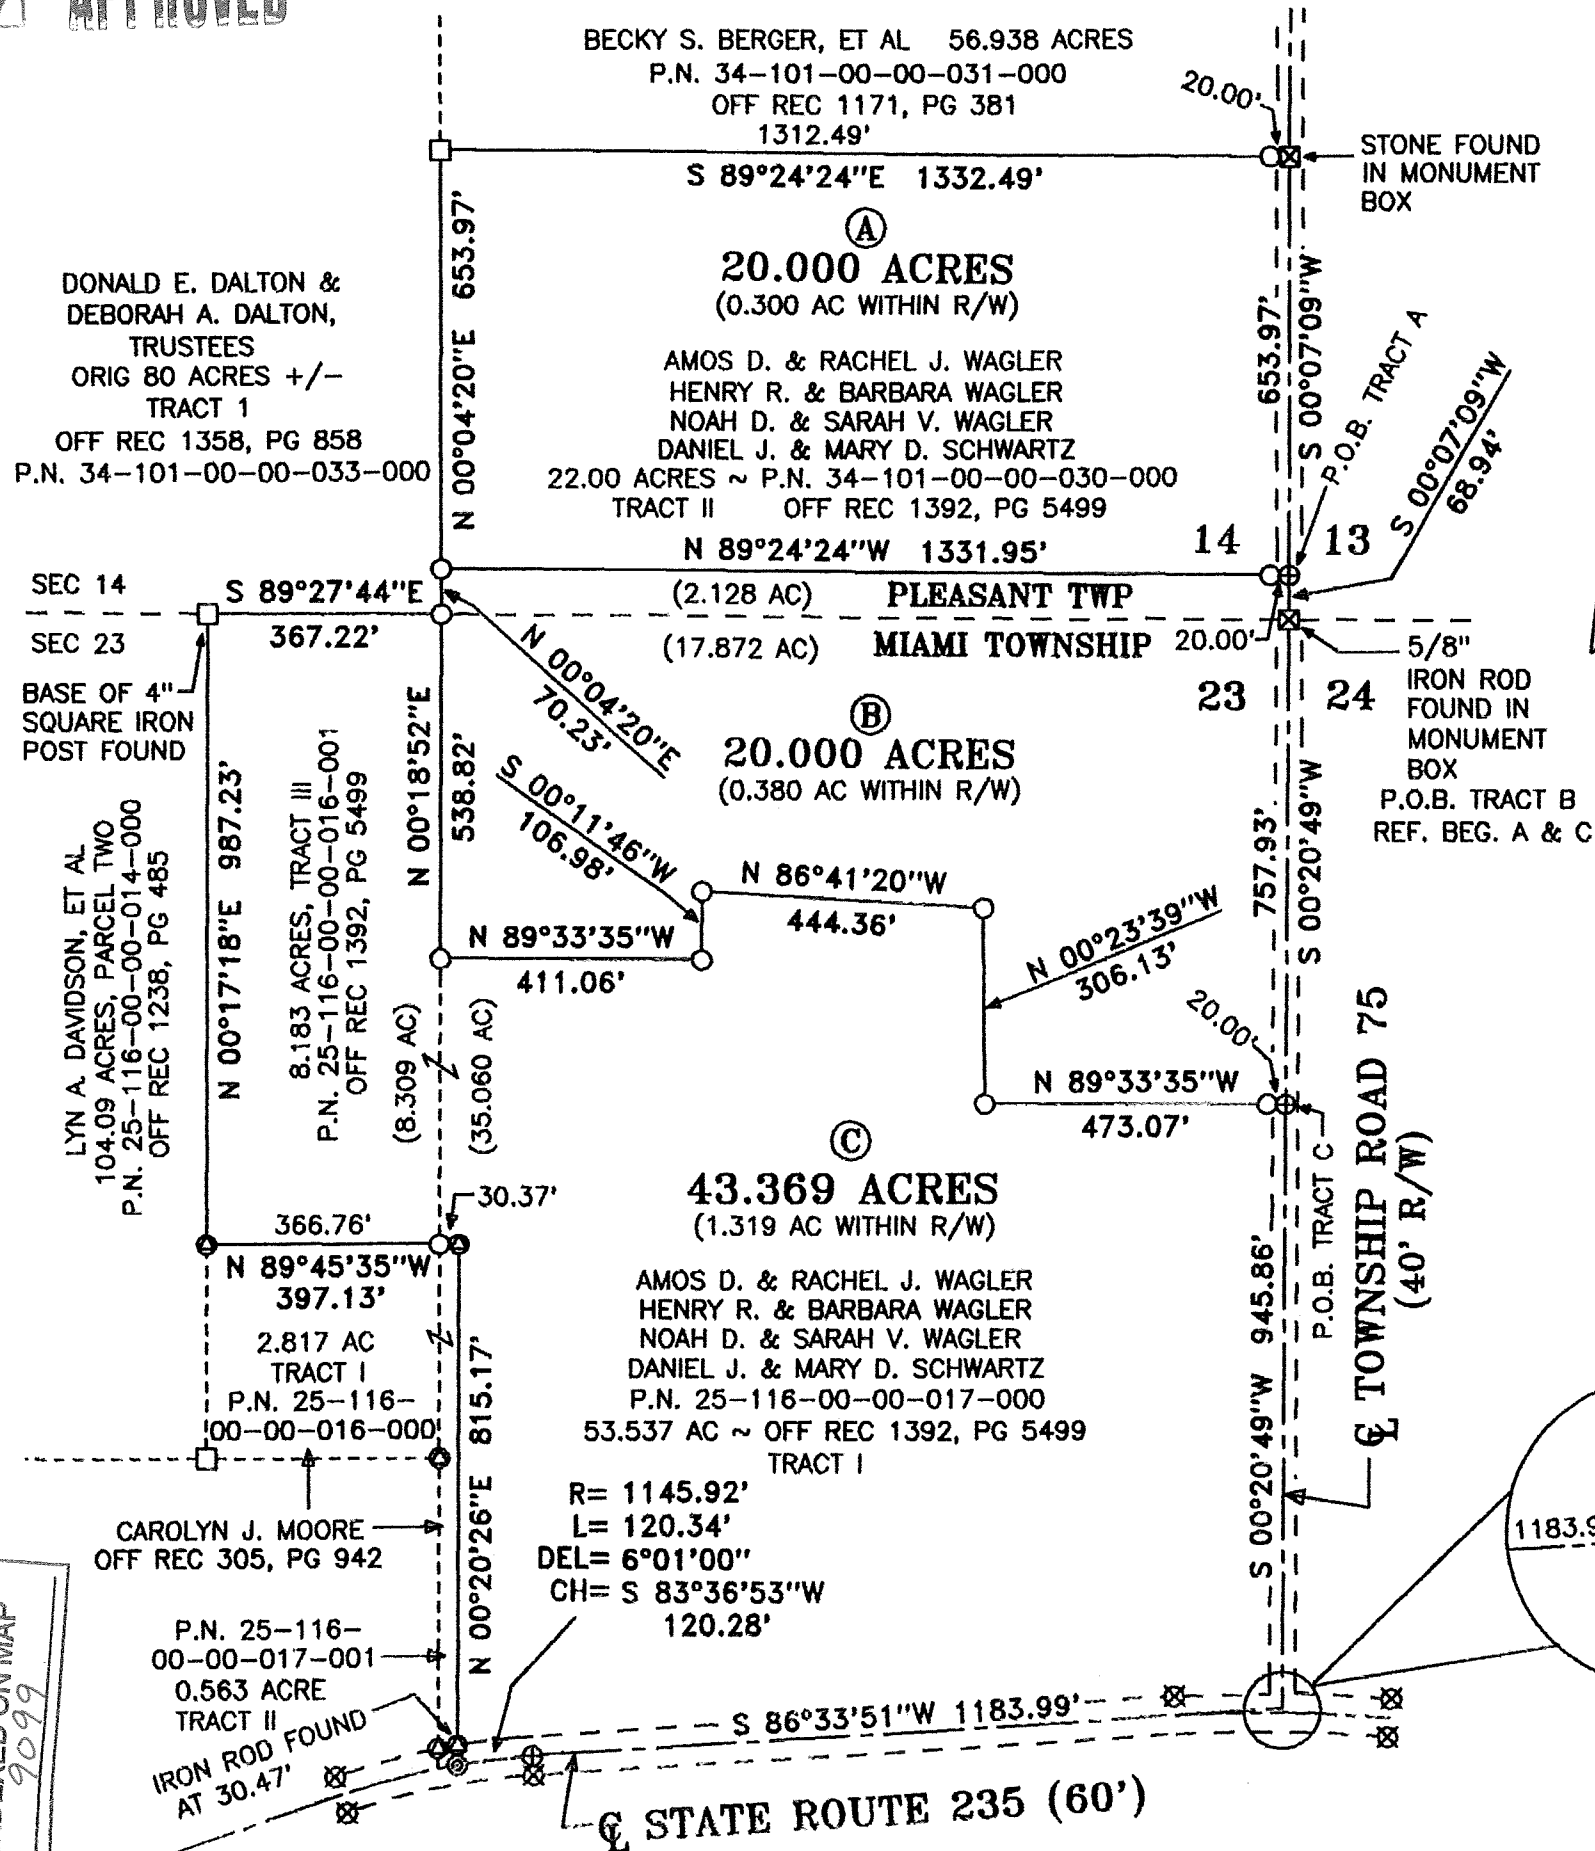 APPROVED
BECKY S. BERGER, ET AL 56.938 ACRES
P.N. 34-101-00-00-031-000
OFF REC 1171, PG 381
1312.49'
S 89°24'24"E 1332.49'
20.00'
STONE FOUND
IN MONUMENT
BOX
Ⓐ
20.000 ACRES
(0.300 AC WITHIN R/W)
AMOS D. & RACHEL J. WAGLER
HENRY R. & BARBARA WAGLER
NOAH D. & SARAH V. WAGLER
DANIEL J. & MARY D. SCHWARTZ
22.00 ACRES ~ P.N. 34-101-00-00-030-000
TRACT II OFF REC 1392, PG 5499
DONALD E. DALTON &
DEBORAH A. DALTON,
TRUSTEES
ORIG 80 ACRES +/-
TRACT 1
OFF REC 1358, PG 858
P.N. 34-101-00-00-033-000
N 00°04'20"E 653.97'
653.97'
S 00°07'09"W
P.O.B. TRACT A
S 00°07'09"W
68.94'
N 89°24'24"W 1331.95'
14 13
SEC 14
S 89°27'44"E
(2.128 AC) PLEASANT TWP
SEC 23
367.22'
(17.872 AC) MIAMI TOWNSHIP
20.00'
23 24
5/8"
IRON ROD
FOUND IN
MONUMENT
BOX
P.O.B. TRACT B
REF. BEG. A & C
BASE OF 4"
SQUARE IRON
POST FOUND
N 00°04'20"E
70.23'
Ⓑ
20.000 ACRES
(0.380 AC WITHIN R/W)
LYN A. DAVIDSON, ET AL
104.09 ACRES, PARCEL TWO
P.N. 25-116-00-00-014-000
OFF REC 1238, PG 485
N 00°17'18"E 987.23'
8.183 ACRES, TRACT III
P.N. 25-116-00-00-016-001
OFF REC 1392, PG 5499
N 00°18'52"E
538.82'
S 00°11'46"W
106.98'
N 86°41'20"W
444.36'
N 89°33'35"W
411.06'
N 00°23'39"W
306.13'
757.93'
S 00°20'49"W
20.00'
N 89°33'35"W
473.07'
(8.309 AC)
(35.060 AC)
Ⓒ
43.369 ACRES
(1.319 AC WITHIN R/W)
AMOS D. & RACHEL J. WAGLER
HENRY R. & BARBARA WAGLER
NOAH D. & SARAH V. WAGLER
DANIEL J. & MARY D. SCHWARTZ
P.N. 25-116-00-00-017-000
53.537 AC ~ OFF REC 1392, PG 5499
TRACT I
30.37'
366.76'
N 89°45'35"W
397.13'
2.817 AC
TRACT I
P.N. 25-116-
00-00-016-000
N 00°20'26"E 815.17'
S 00°20'49"W 945.86'
P.O.B. TRACT C
℄ TOWNSHIP ROAD 75
(40' R/W)
CAROLYN J. MOORE
OFF REC 305, PG 942
R= 1145.92'
L= 120.34'
DEL= 6°01'00"
CH= S 83°36'53"W
120.28'
P.N. 25-116-
00-00-017-001
0.563 ACRE
TRACT II
IRON ROD FOUND
AT 30.47'
S 86°33'51"W 1183.99'
℄ STATE ROUTE 235 (60')
1183.9
ON MAP
9099